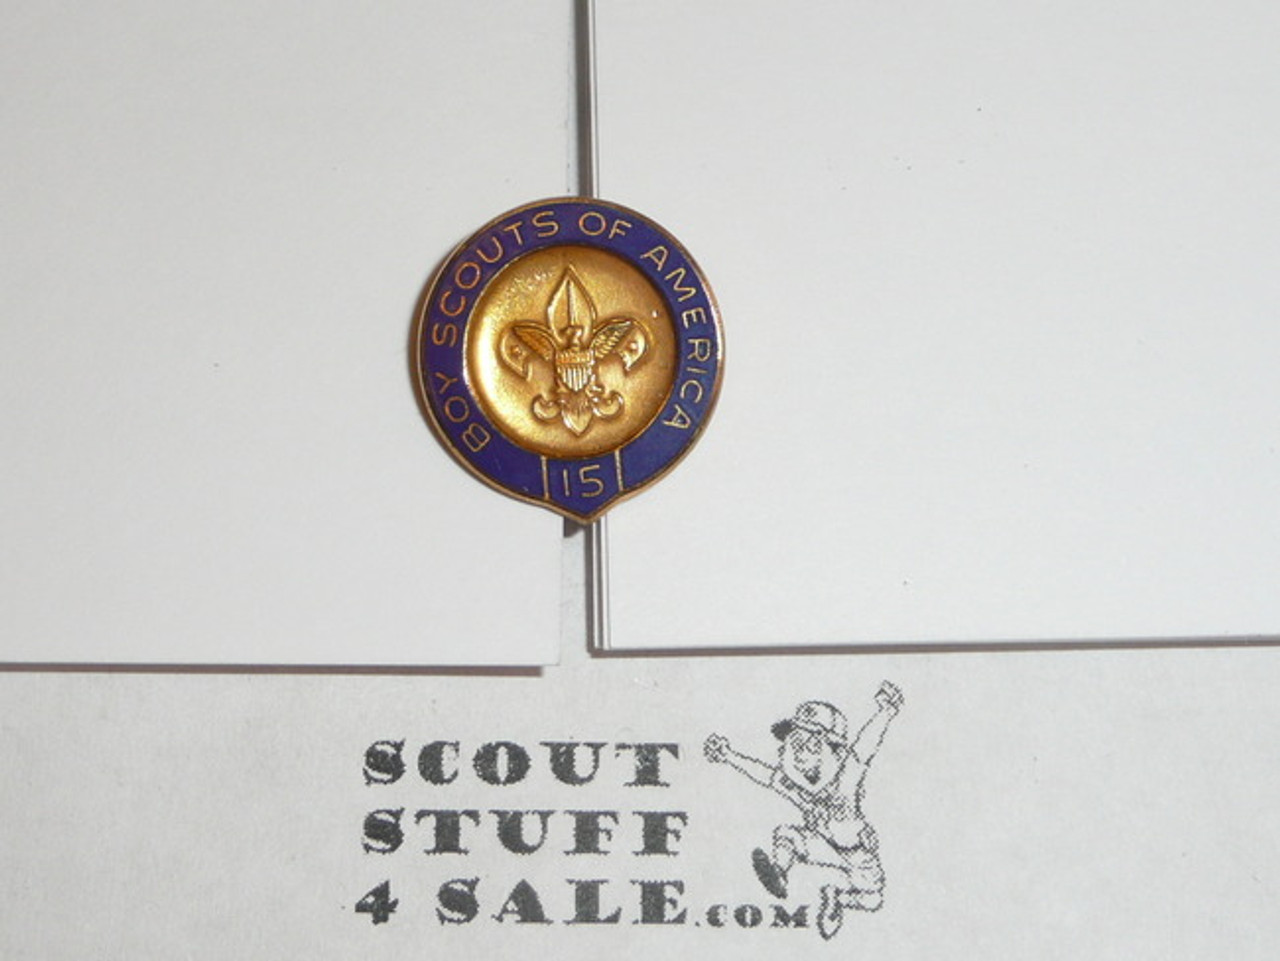 BOY SCOUTS OF AMERICA
15
SCOUT
STUFF
4 SALE.COM